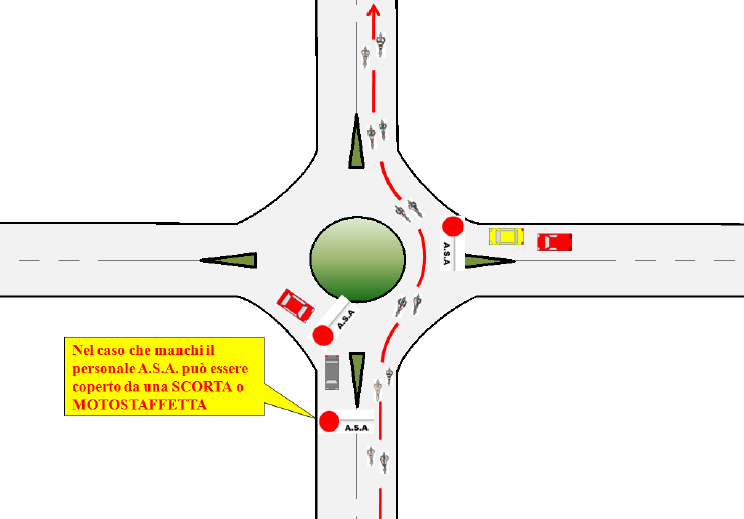 A.S.A
A.S.A
Nel caso che manchi il
personale A.S.A. può essere
coperto da una SCORTA o
MOTOSTAFFETTA
A.S.A.